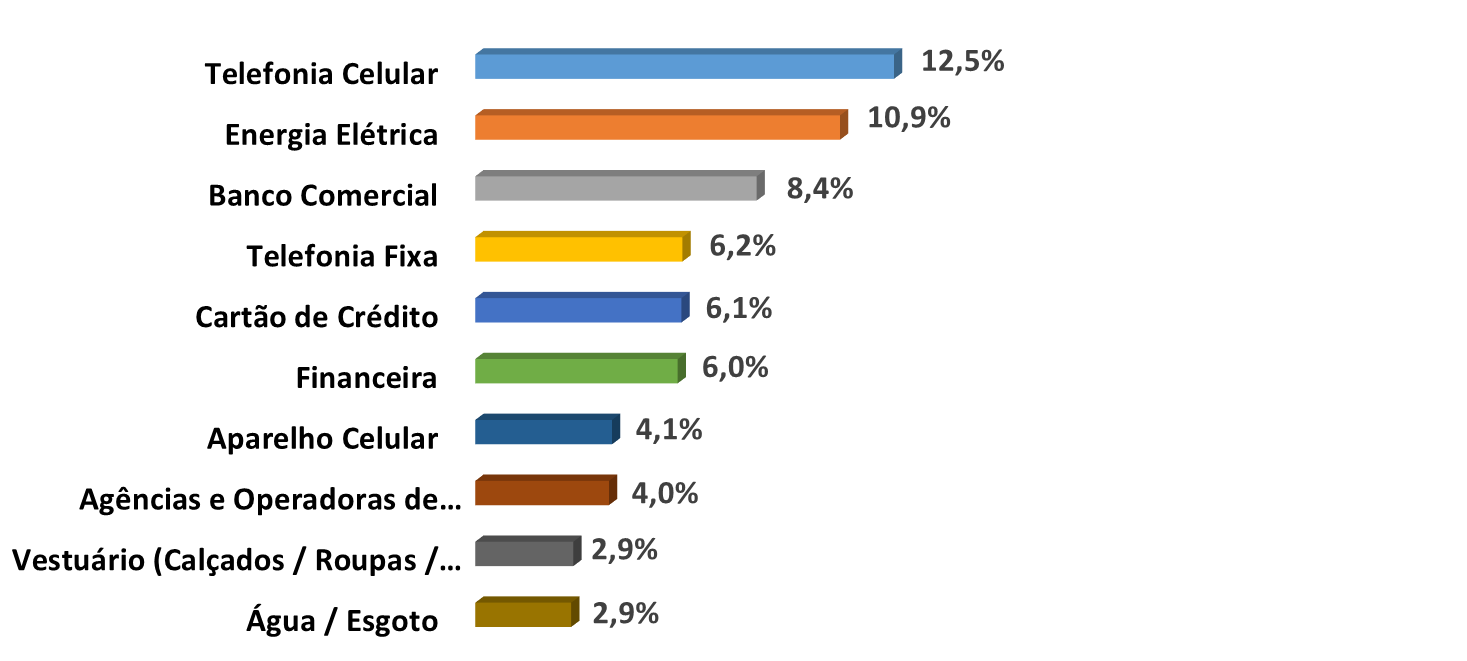 Telefonia Celular 12,5%
Energia Elétrica 10,9%
Banco Comercial 8,4%
Telefonia Fixa 6,2%
Cartão de Crédito 6,1%
Financeira 6,0%
Aparelho Celular 4,1%
Agências e Operadoras de... 4,0%
Vestuário (Calçados / Roupas /... 2,9%
Água / Esgoto 2,9%